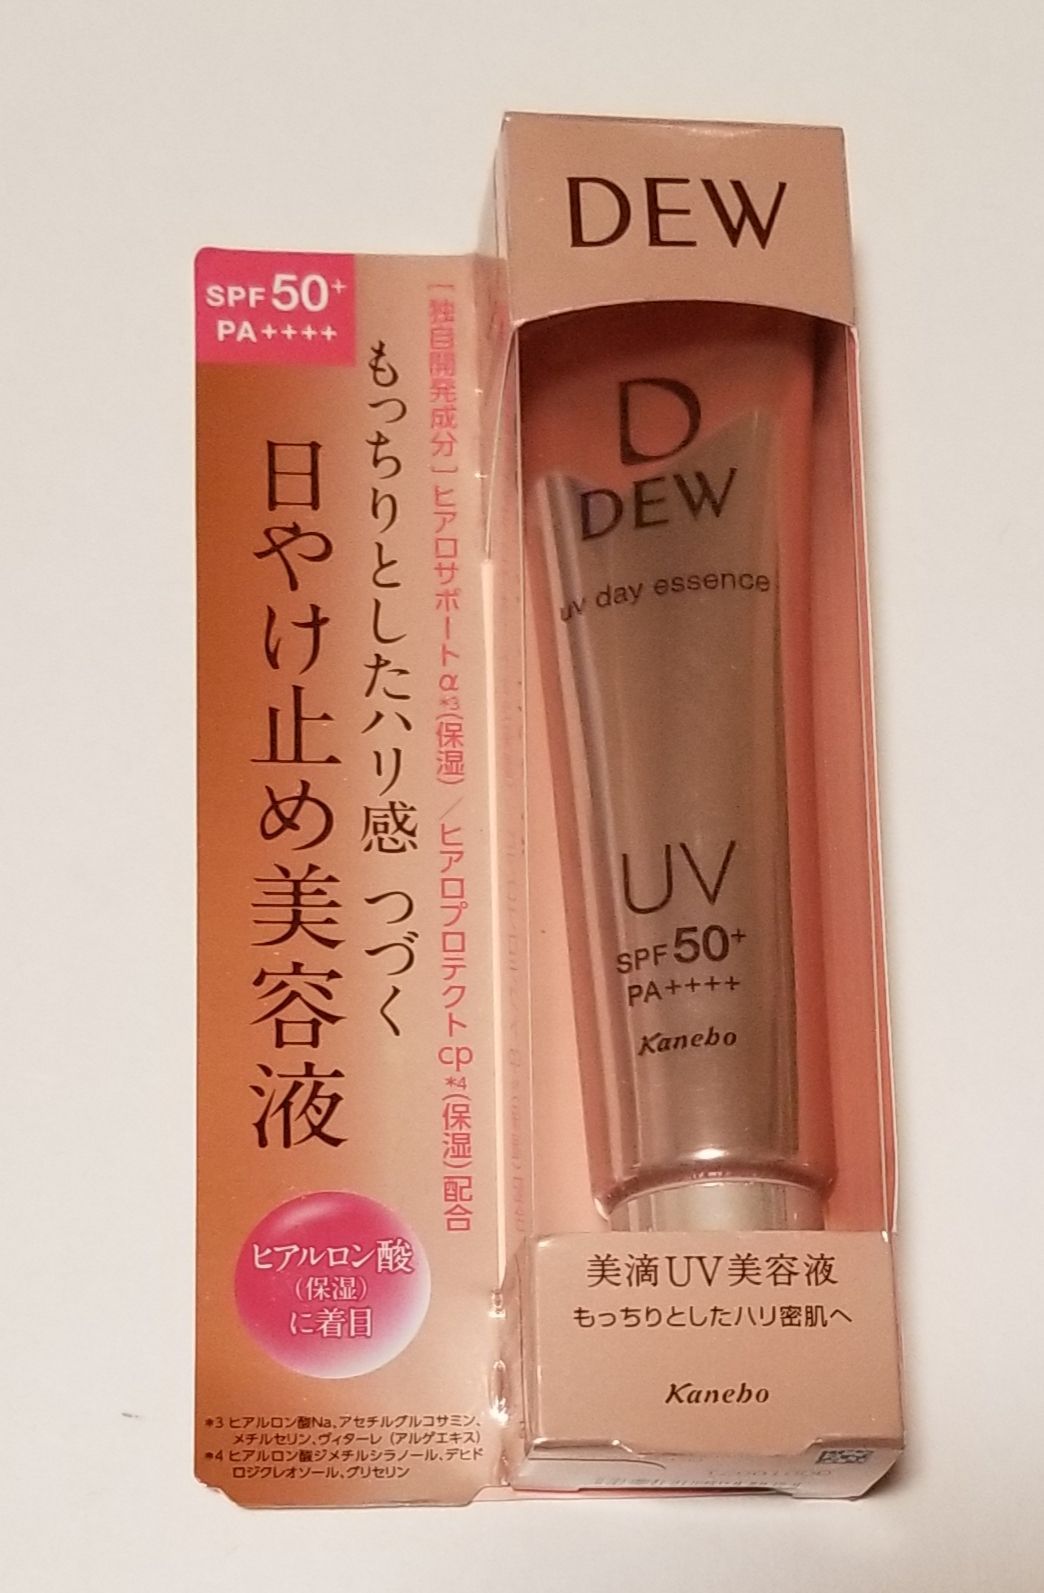 SPF50+
PA++++
[独自開発成分]ヒアロサポートα*3(保湿)/ヒアロプロテクトcp*4(保湿)配合
もっちりとしたハリ感 つづく
日やけ止め美容液
ヒアルロン酸
(保湿)
に着目
*3 ヒアルロン酸Na、アセチルグルコサミン、
メチルセリン、ヴィターレ(アルゲエキス)
*4 ヒアルロン酸ジメチルシラノール、デヒド
ロジクレオソール、グリセリン
DEW
D
DEW
uv day essence
UV
SPF50+
PA++++
Kanebo
美滴UV美容液
もっちりとしたハリ密肌へ
Kanebo